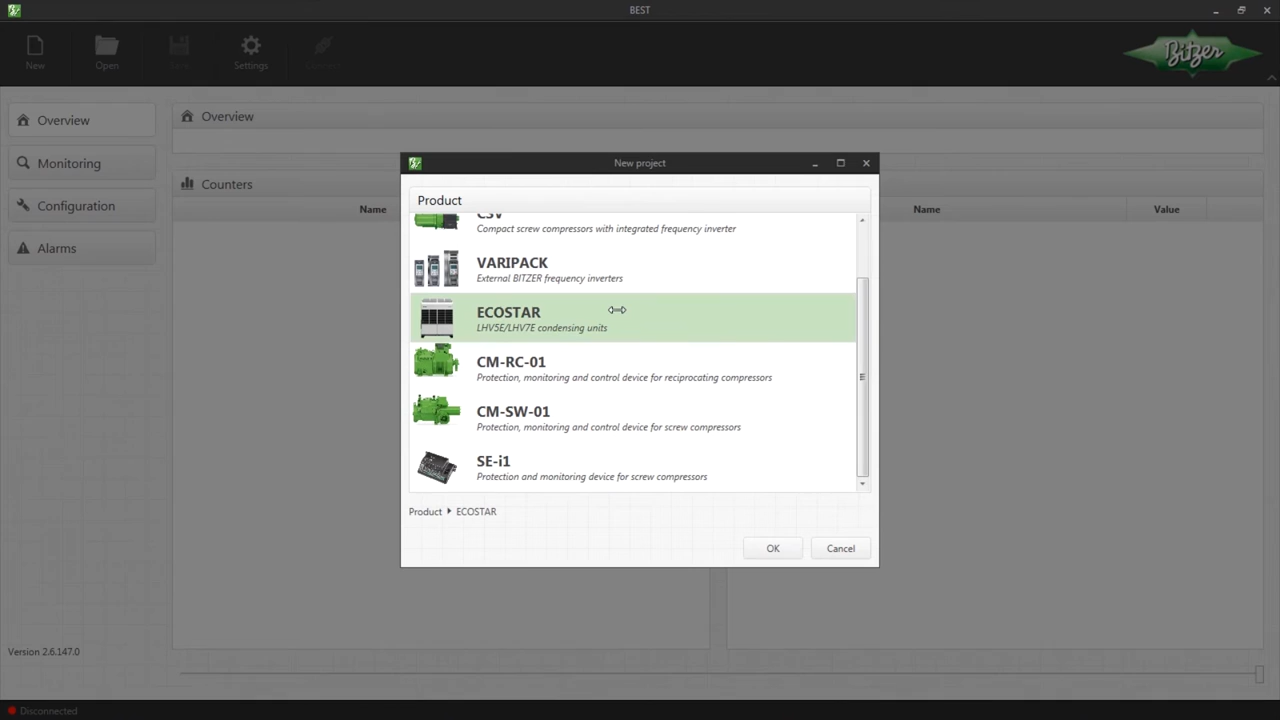 BEST
New
Open
Settings
Bitzer
Overview
Monitoring
Configuration
Alarms
Overview
Counters
Name
Name
Value
New project
Product
CSV
Compact screw compressors with integrated frequency inverter
VARIPACK
External BITZER frequency inverters
ECOSTAR
LHV5E/LHV7E condensing units
CM-RC-01
Protection, monitoring and control device for reciprocating compressors
CM-SW-01
Protection, monitoring and control device for screw compressors
SE-i1
Protection and monitoring device for screw compressors
Product ECOSTAR
OK
Cancel
Version 2.6.147.0
Disconnected